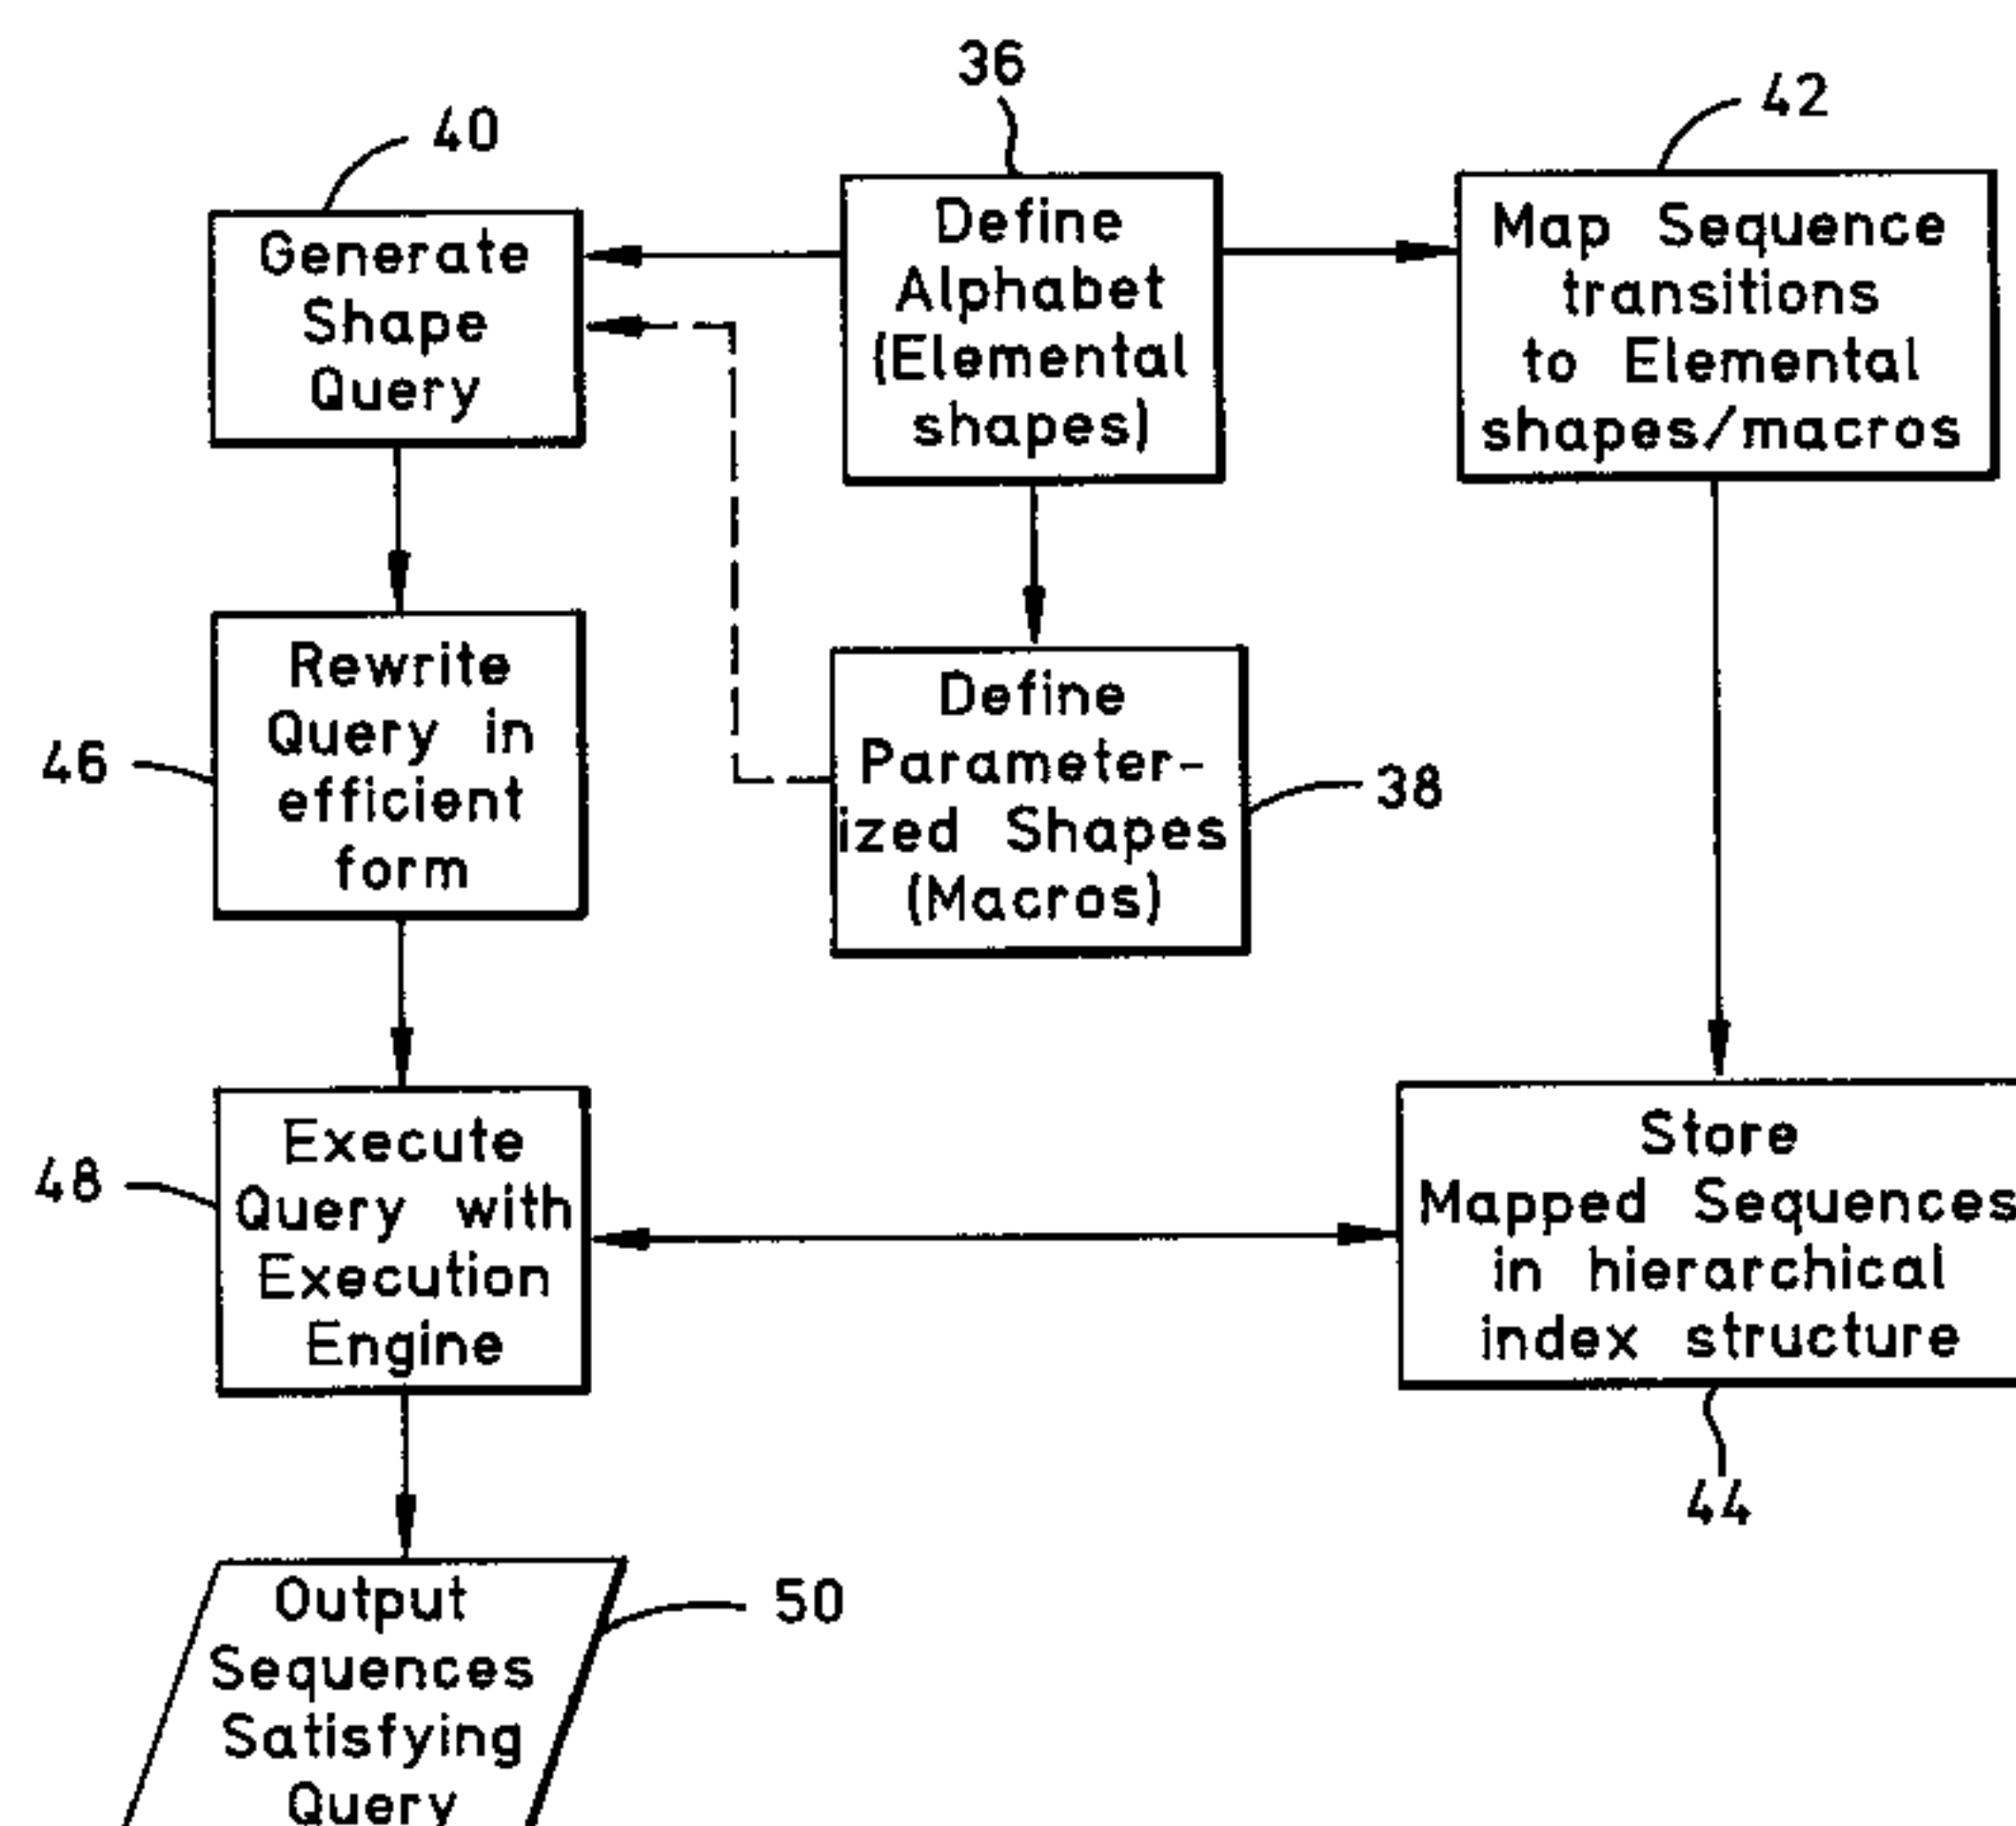 36
42
40
Generate
Shape
Query
Define
Alphabet
(Elemental
shapes)
Map Sequence
transitions
to Elemental
shapes/macros
Rewrite
Query in
efficient
form
46
Define
Parameter-
ized Shapes
(Macros)
38
Execute
Query with
Execution
Engine
48
Store
Mapped Sequences
in hierarchical
index structure
44
Output
Sequences
Satisfying
Query
50